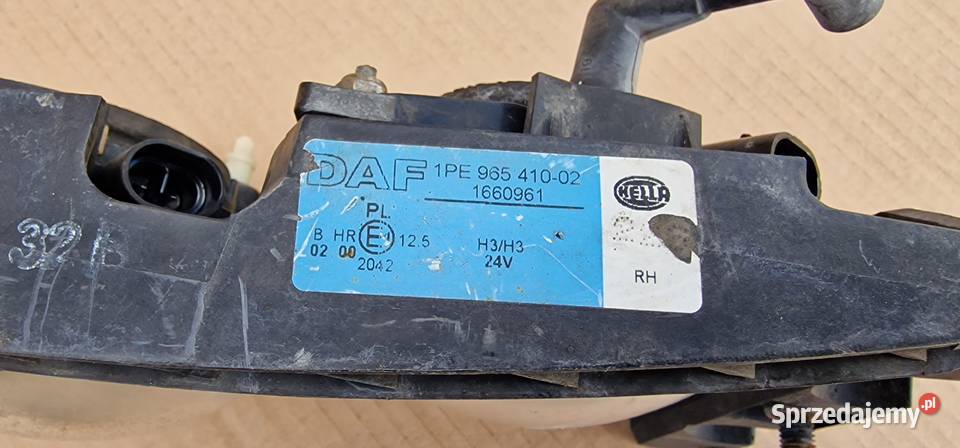 DAF 1PE 965 410-02
1660961
HELLA
PL
B HR E1 12.5
02 00
2042
H3/H3
24V
RH
32
Sprzedajemy.pl